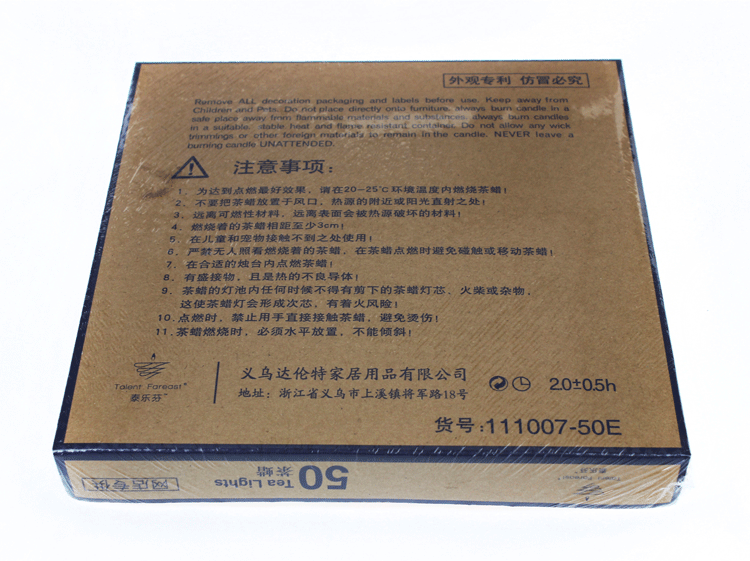 外观专利 仿冒必究
Remove ALL decoration packaging and labels before use. Keep away from
Children and Pets. Do not place directly onto furniture, always burn candle in a
safe place away from flammable materials and substances, always burn candles
in a suitable, stable heat and flame resistant container. Do not allow any wick
trimmings or other foreign materials to remain in the candle. NEVER leave a
burning candle UNATTENDED.
注意事项:
1. 为达到点燃最好效果,请在20-25℃环境温度内燃烧茶蜡!
2. 不要把茶蜡放置于风口,热源的附近或阳光直射之处!
3. 远离可燃性材料,远离表面会被热源破坏的材料!
4. 燃烧着的茶蜡相距至少3cm!
5. 在儿童和宠物接触不到之处使用!
6. 严禁无人照看燃烧着的茶蜡,在茶蜡点燃时避免碰触或移动茶蜡!
7. 在合适的烛台内点燃茶蜡!
8. 有盛接物,且是热的不良导体!
9. 茶蜡的灯池内任何时候不得有剪下的茶蜡灯芯、火柴或杂物,
这使茶蜡灯会形成次芯,有着火风险!
10. 点燃时,禁止用手直接接触茶蜡,避免烫伤!
11. 茶蜡燃烧时,必须水平放置,不能倾斜!
Talent Fareast™
泰乐芬™
义乌达伦特家居用品有限公司
地址:浙江省义乌市上溪镇将军路18号
2.0±0.5h
货号:111007-50E
网店专供
50 Tea Lights
茶蜡
Talent Fareast
泰乐芬™